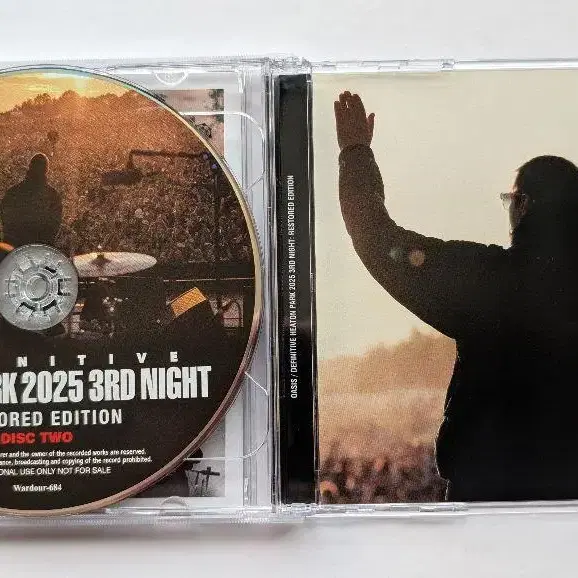 NITIVE
RK 2025 3RD NIGHT
ORED EDITION
DISC TWO
rer and the owner of the recorded works are reserved.
ance, broadcasting and copying of the record prohibited.
ONAL USE ONLY NOT FOR SALE
Wardour-684
OASIS / DEFINITIVE HEATON PARK 2025 3RD NIGHT: RESTORED EDITION